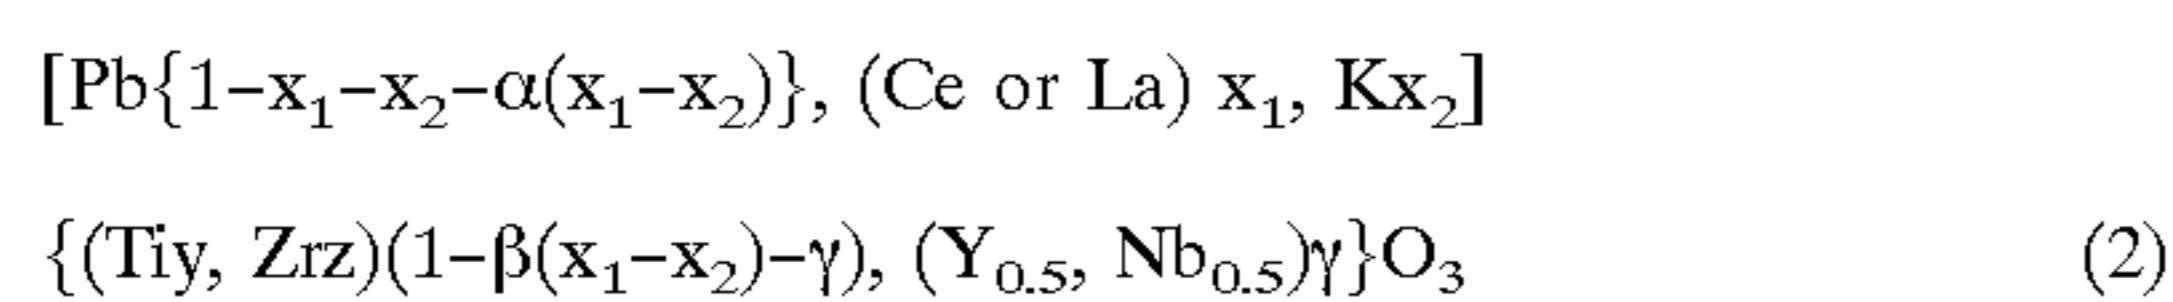 [Pb{1–x₁–x₂–α(x₁–x₂)}, (Ce or La) x₁, Kx₂]
{(Tiy, Zrz)(1–β(x₁–x₂)–γ), (Y₀.₅, Nb₀.₅)γ}O₃ (2)